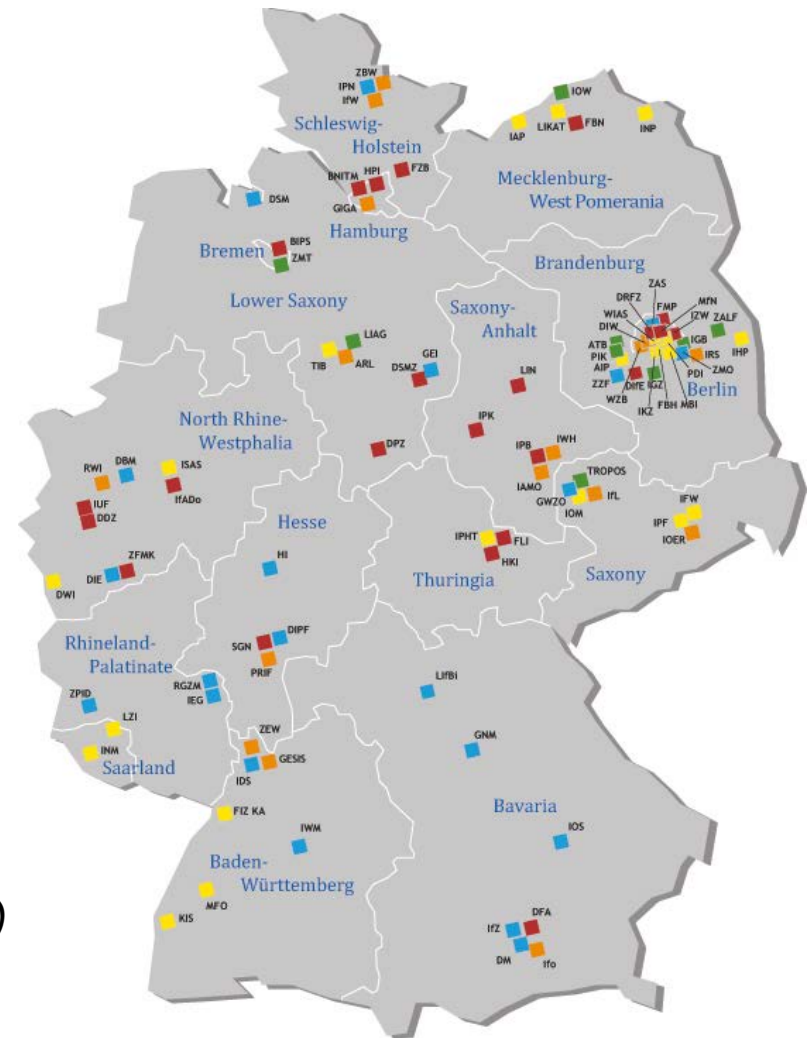 ZBW
IPN
IfW
Schleswig-
Holstein
IOW
IAP
LIKAT
FBN
INP
Mecklenburg-
West Pomerania
BNITM
HPI
FZB
GIGA
Hamburg
DSM
Bremen
BIPS
ZMT
Lower Saxony
Brandenburg
ZAS
DRFZ
FMP
MfN
WIAS
IZW
DIW
ZALF
ATB
IGB
PIK
IRS
IHP
AIP
ZMO
ZZF
PDI
DIfE
IGZ
Berlin
WZB
FBH
MBI
IKZ
Saxony-
Anhalt
LIAG
TIB
ARL
GEI
DSMZ
LIN
IPK
DPZ
North Rhine-
Westphalia
RWI
DBM
ISAS
IfADo
IUF
DDZ
IPB
IWH
IAMO
TROPOS
GWZO
IfL
IOM
IFW
IPF
IOER
Hesse
ZFMK
DIE
DWI
HI
IPHT
FLI
HKI
Thuringia
Saxony
Rhineland-
Palatinate
SGN
DIPF
PRIF
RGZM
IEG
ZPID
LZI
INM
Saarland
LIfBi
ZEW
GESIS
IDS
GNM
Bavaria
FIZ KA
IWM
IOS
Baden-
Württemberg
MFO
KIS
IfZ
DFA
DM
Ifo
)